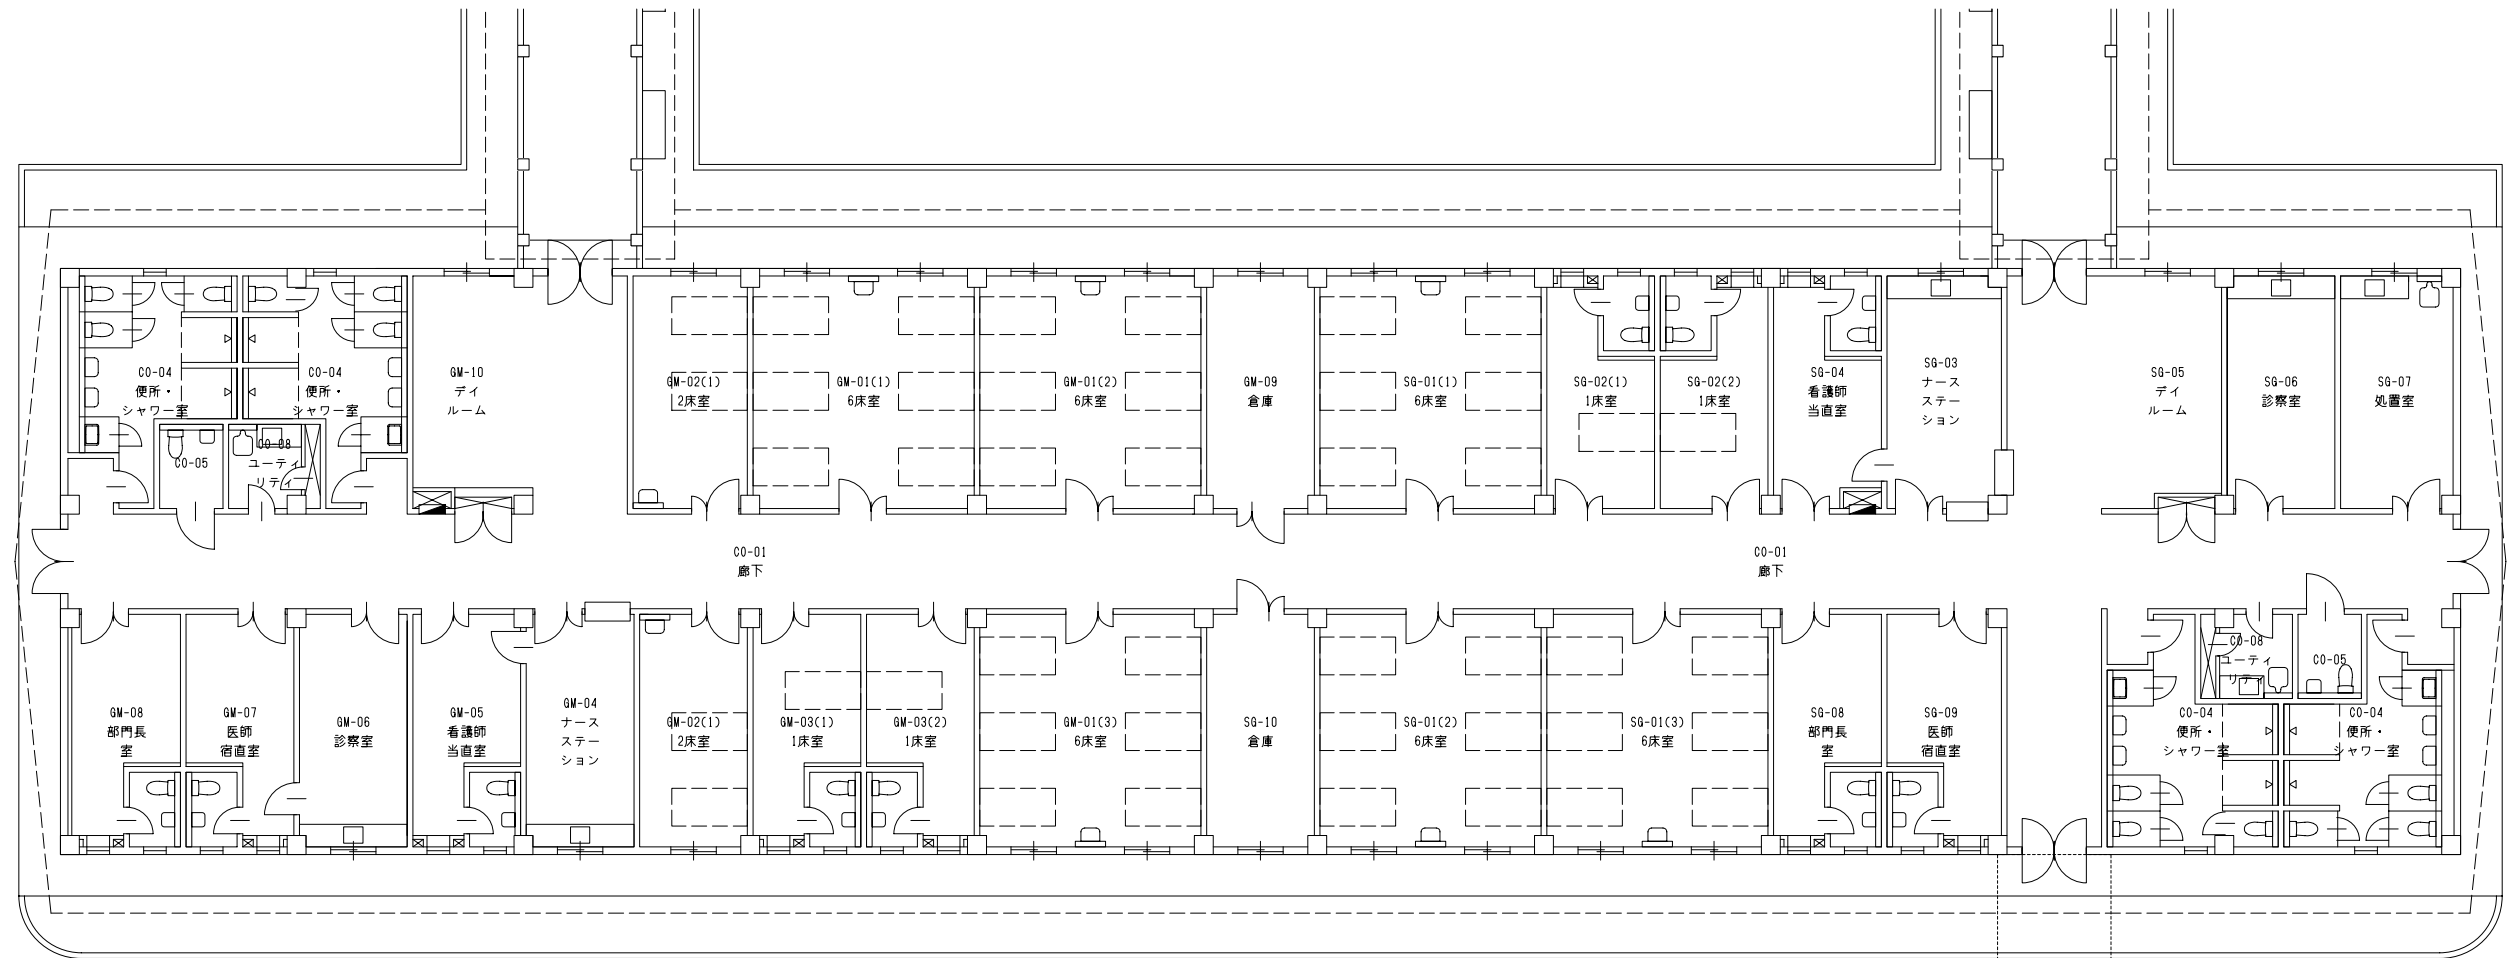 CO-04
便所・
シャワー室
CO-04
便所・
シャワー室
GM-10
デイ
ルーム
GM-02(1)
2床室
GM-01(1)
6床室
GM-01(2)
6床室
GM-09
倉庫
SG-01(1)
6床室
SG-02(1)
1床室
SG-02(2)
1床室
SG-04
看護師
当直室
SG-03
ナース
ステー
ション
SG-05
デイ
ルーム
SG-06
診察室
SG-07
処置室
CO-05
CO-08
ユーティ
リティ
CO-01
廊下
CO-01
廊下
GM-08
部門長
室
GM-07
医師
宿直室
GM-06
診察室
GM-05
看護師
当直室
GM-04
ナース
ステー
ション
GM-02(1)
2床室
GM-03(1)
1床室
GM-03(2)
1床室
GM-01(3)
6床室
SG-10
倉庫
SG-01(2)
6床室
SG-01(3)
6床室
SG-08
部門長
室
SG-09
医師
宿直室
CO-08
ユーティ
リティ
CO-05
CO-04
便所・
シャワー室
CO-04
便所・
シャワー室